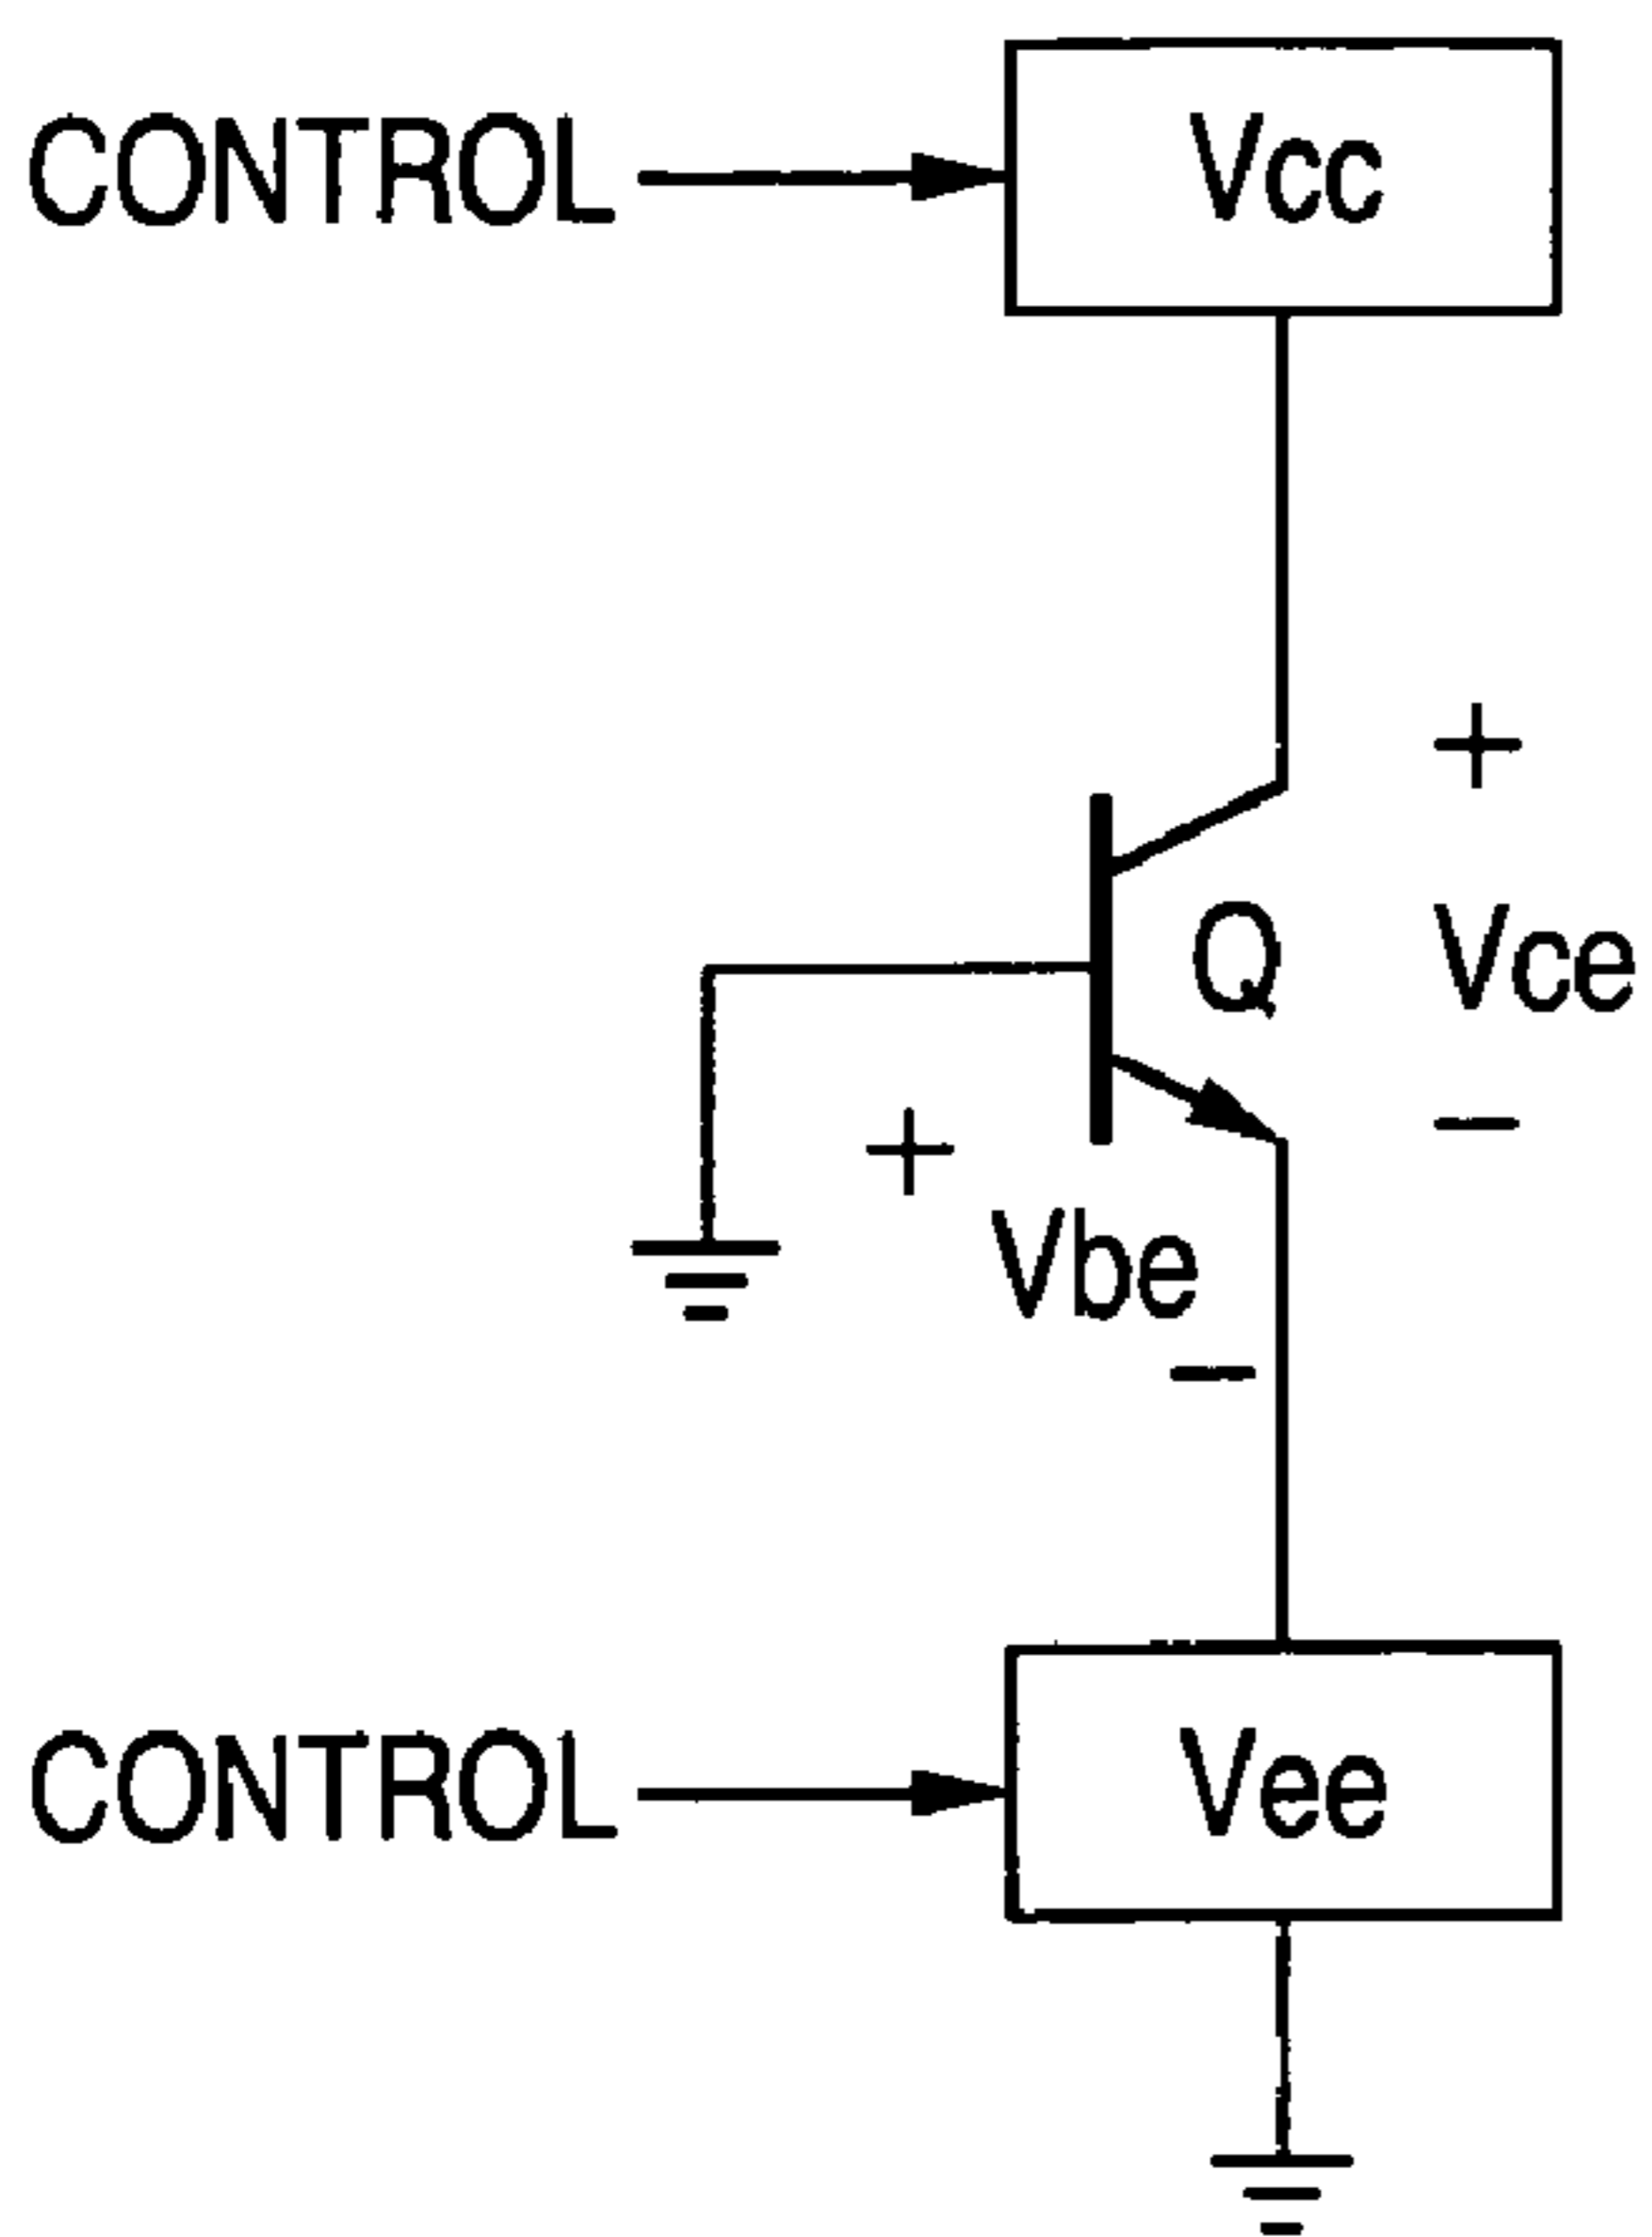 CONTROL
Vcc
+
Q
Vce
−
+
Vbe
−
CONTROL
Vee